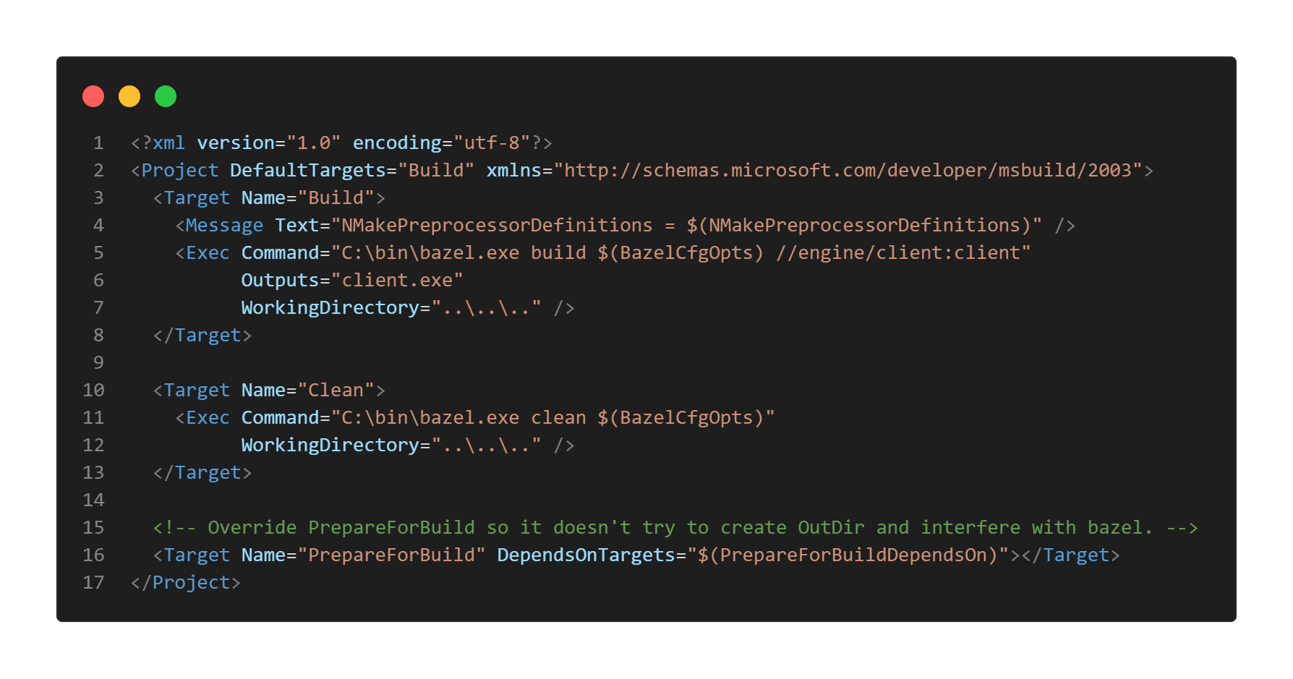 1 <?xml version="1.0" encoding="utf-8"?>
2 <Project DefaultTargets="Build" xmlns="http://schemas.microsoft.com/developer/msbuild/2003">
3   <Target Name="Build">
4     <Message Text="NMakePreprocessorDefinitions = $(NMakePreprocessorDefinitions)" />
5     <Exec Command="C:\bin\bazel.exe build $(BazelCfgOpts) //engine/client:client"
6           Outputs="client.exe"
7           WorkingDirectory="..\..\.." />
8   </Target>
9
10   <Target Name="Clean">
11     <Exec Command="C:\bin\bazel.exe clean $(BazelCfgOpts)"
12           WorkingDirectory="..\..\.." />
13   </Target>
14
15   <!-- Override PrepareForBuild so it doesn't try to create OutDir and interfere with bazel. -->
16   <Target Name="PrepareForBuild" DependsOnTargets="$(PrepareForBuildDependsOn)"></Target>
17 </Project>